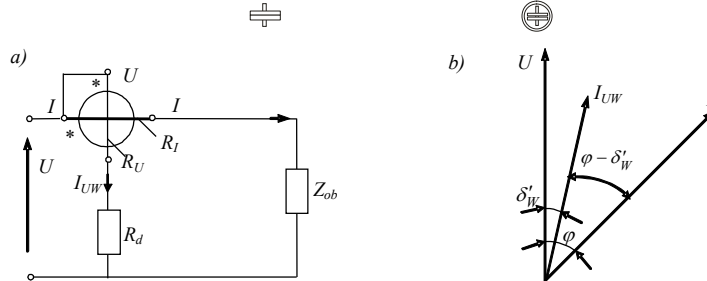 a)
* U
I I
*
R_I
U R_U
I_UW
Z_ob
R_d
b)
U
I_UW
φ − δ'_W
δ'_W
φ